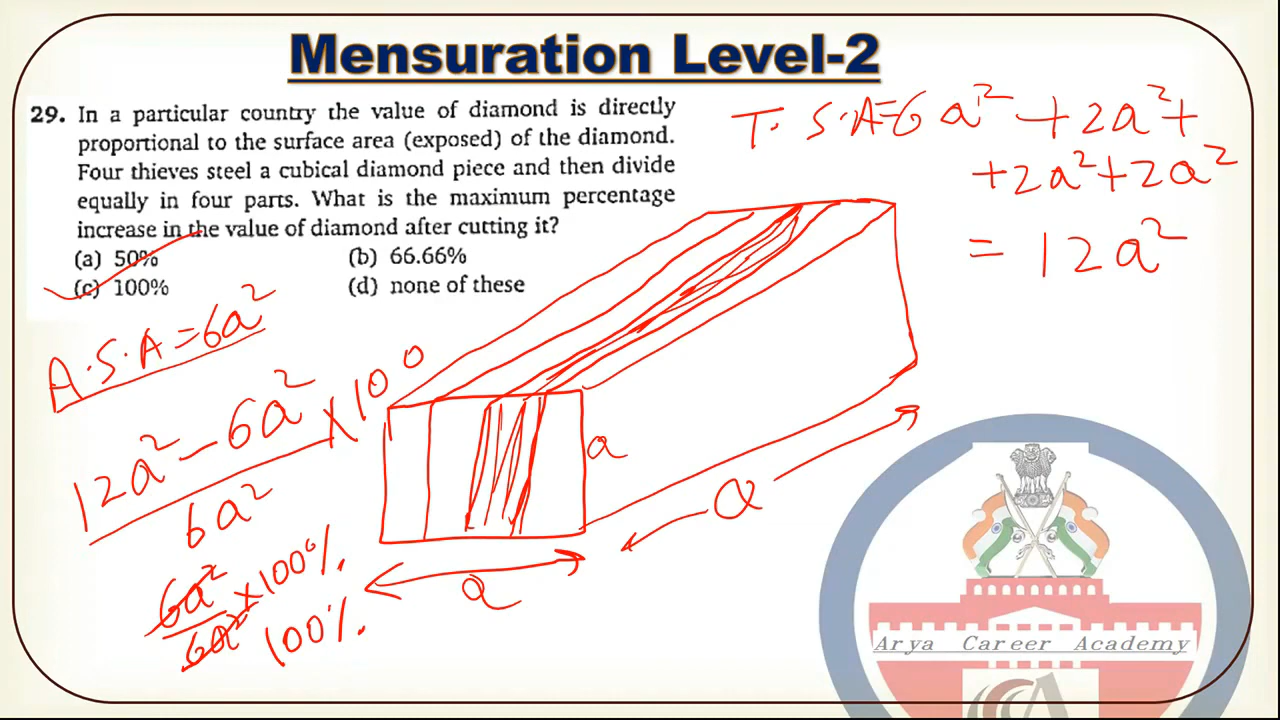 Mensuration Level-2
29. In a particular country the value of diamond is directly
proportional to the surface area (exposed) of the diamond.
Four thieves steel a cubical diamond piece and then divide
equally in four parts. What is the maximum percentage
increase in the value of diamond after cutting it?
(a) 50% (b) 66.66%
(c) 100% (d) none of these
T. S.A=6a²+2a²+
+2a²+2a²
= 12a²
A.S.A=6a²
12a²-6a² ×100
6a²
6a² ×100%
6a²
100%
a
a
a
Arya Career Academy